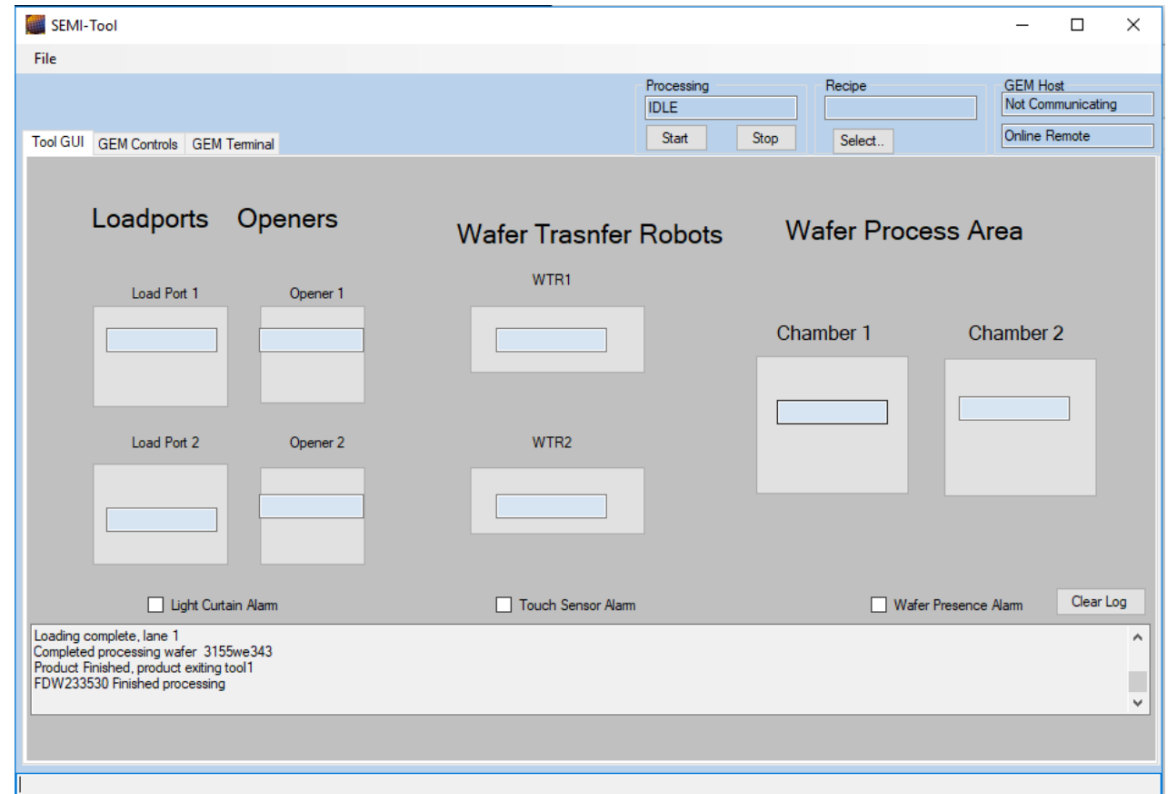 SEMI-Tool
File
Processing
IDLE
Start Stop
Recipe
Select..
GEM Host
Not Communicating
Online Remote
Tool GUI GEM Controls GEM Terminal
Loadports Openers
Wafer Trasnfer Robots
Wafer Process Area
Load Port 1 Opener 1 WTR1
Chamber 1 Chamber 2
Load Port 2 Opener 2 WTR2
Light Curtain Alarm Touch Sensor Alarm Wafer Presence Alarm Clear Log
Loading complete, lane 1
Completed processing wafer 3155we343
Product Finished, product exiting tool1
FDW233530 Finished processing